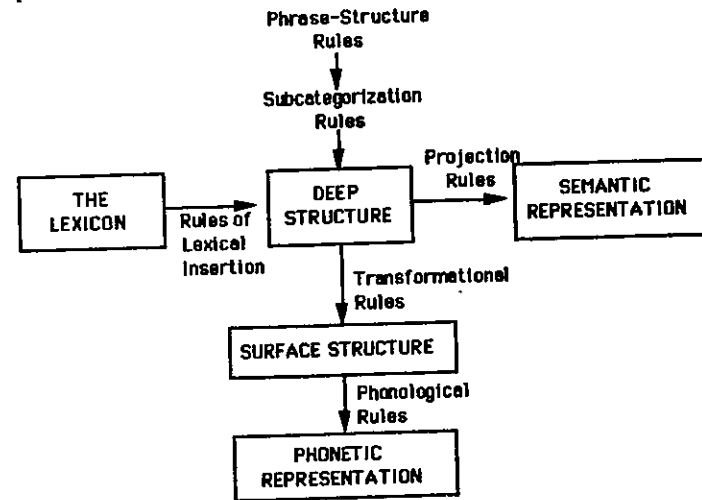 Phrase-Structure
Rules
Subcategorization
Rules
Projection
Rules
THE
LEXICON
Rules of
Lexical
Insertion
DEEP
STRUCTURE
SEMANTIC
REPRESENTATION
Transformational
Rules
SURFACE STRUCTURE
Phonological
Rules
PHONETIC
REPRESENTATION